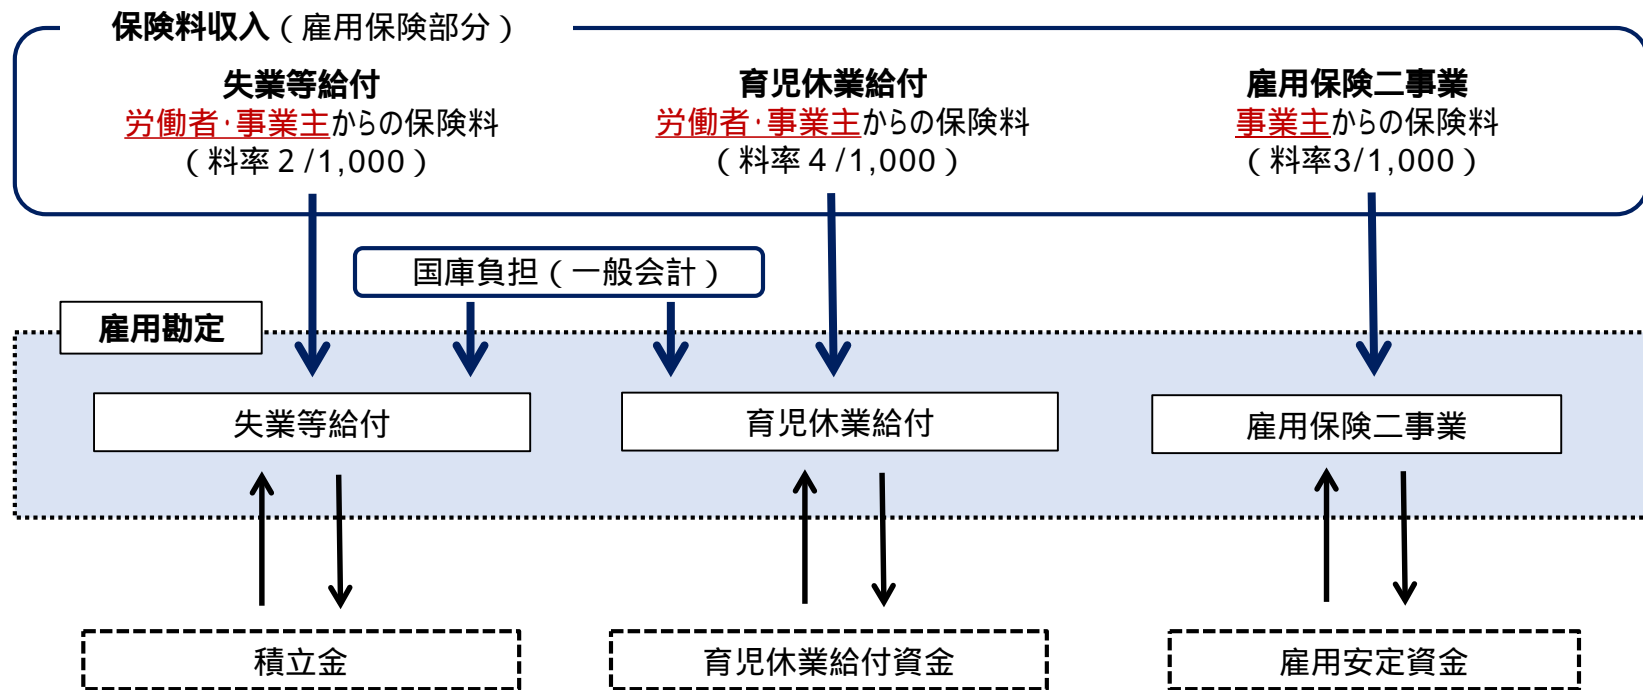 保険料収入（雇用保険部分）
失業等給付
労働者・事業主からの保険料
（料率２/1,000）
育児休業給付
労働者・事業主からの保険料
（料率４/1,000）
雇用保険二事業
事業主からの保険料
（料率3/1,000）
国庫負担（一般会計）
雇用勘定
失業等給付
育児休業給付
雇用保険二事業
積立金
育児休業給付資金
雇用安定資金